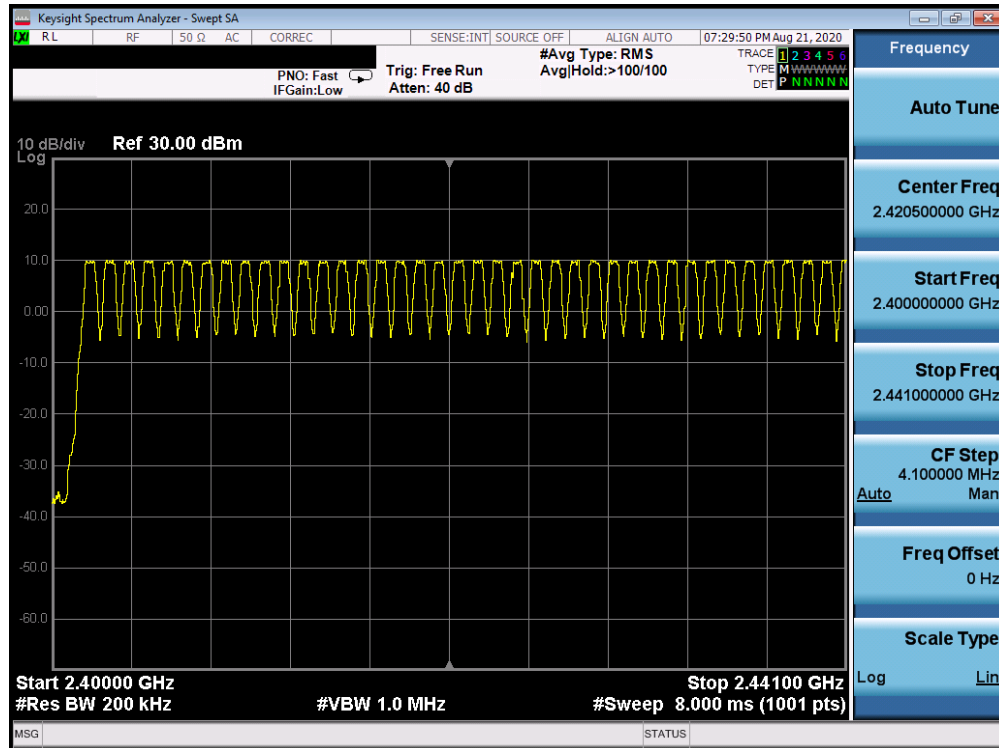 Keysight Spectrum Analyzer - Swept SA
LXI RL RF 50 Ω AC CORREC SENSE:INT SOURCE OFF ALIGN AUTO 07:29:50 PM Aug 21, 2020
PNO: Fast
IFGain:Low
Trig: Free Run
Atten: 40 dB
#Avg Type: RMS
Avg|Hold:>100/100
TRACE 1 2 3 4 5 6
TYPE M WWWWW
DET P N N N N N
10 dB/div Ref 30.00 dBm
Log
20.0
10.0
0.00
-10.0
-20.0
-30.0
-40.0
-50.0
-60.0
Start 2.40000 GHz Stop 2.44100 GHz
#Res BW 200 kHz #VBW 1.0 MHz #Sweep 8.000 ms (1001 pts)
MSG STATUS
Frequency
Auto Tune
Center Freq
2.420500000 GHz
Start Freq
2.400000000 GHz
Stop Freq
2.441000000 GHz
CF Step
4.100000 MHz
Auto Man
Freq Offset
0 Hz
Scale Type
Log Lin